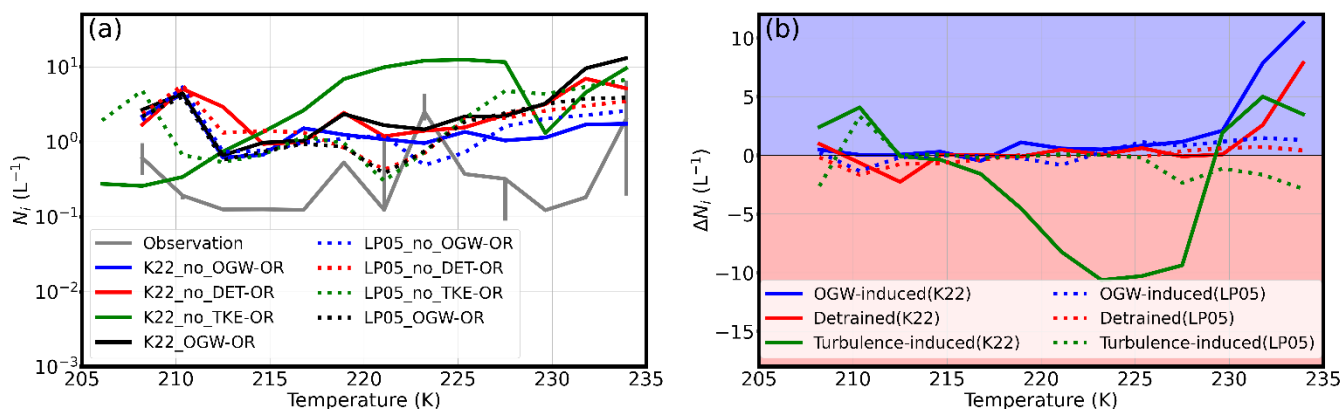 (a)
10¹
10⁰
10⁻¹
10⁻²
10⁻³
Nᵢ (L⁻¹)
Observation
K22_no_OGW-OR
K22_no_DET-OR
K22_no_TKE-OR
K22_OGW-OR
LP05_no_OGW-OR
LP05_no_DET-OR
LP05_no_TKE-OR
LP05_OGW-OR
205 210 215 220 225 230 235
Temperature (K)
(b)
10
5
0
−5
−10
−15
ΔNᵢ (L⁻¹)
OGW-induced(K22)
Detrained(K22)
Turbulence-induced(K22)
OGW-induced(LP05)
Detrained(LP05)
Turbulence-induced(LP05)
205 210 215 220 225 230 235
Temperature (K)